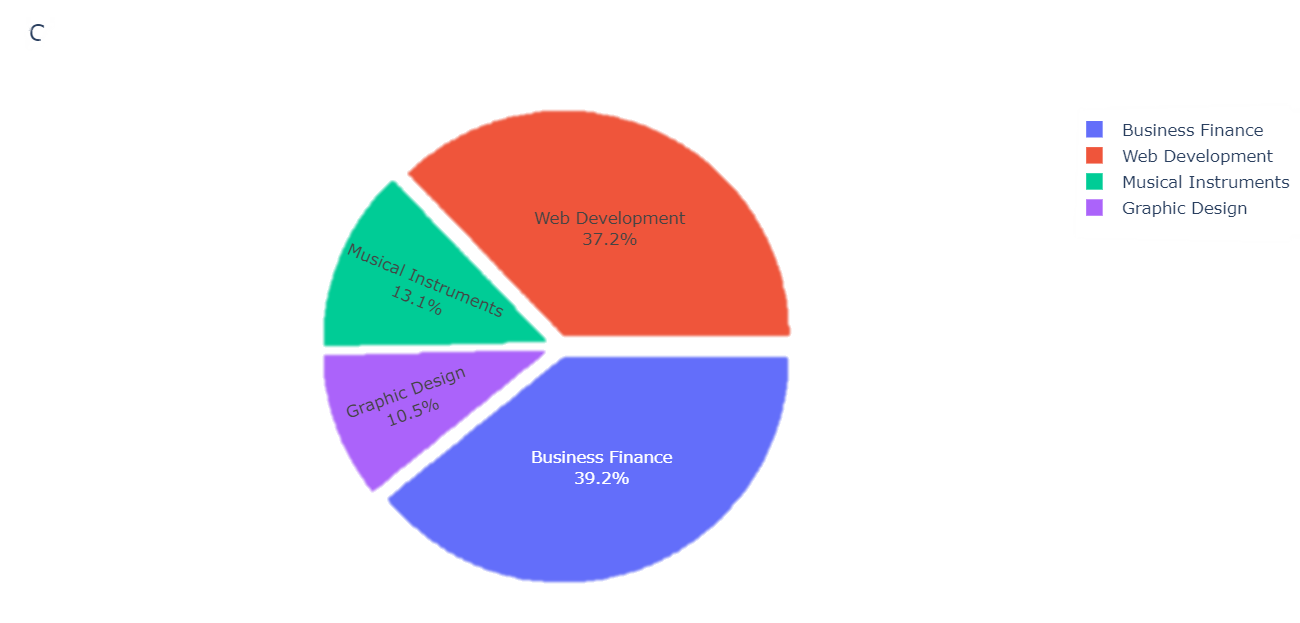 C
Web Development
37.2%
Musical Instruments
13.1%
Graphic Design
10.5%
Business Finance
39.2%
Business Finance
Web Development
Musical Instruments
Graphic Design